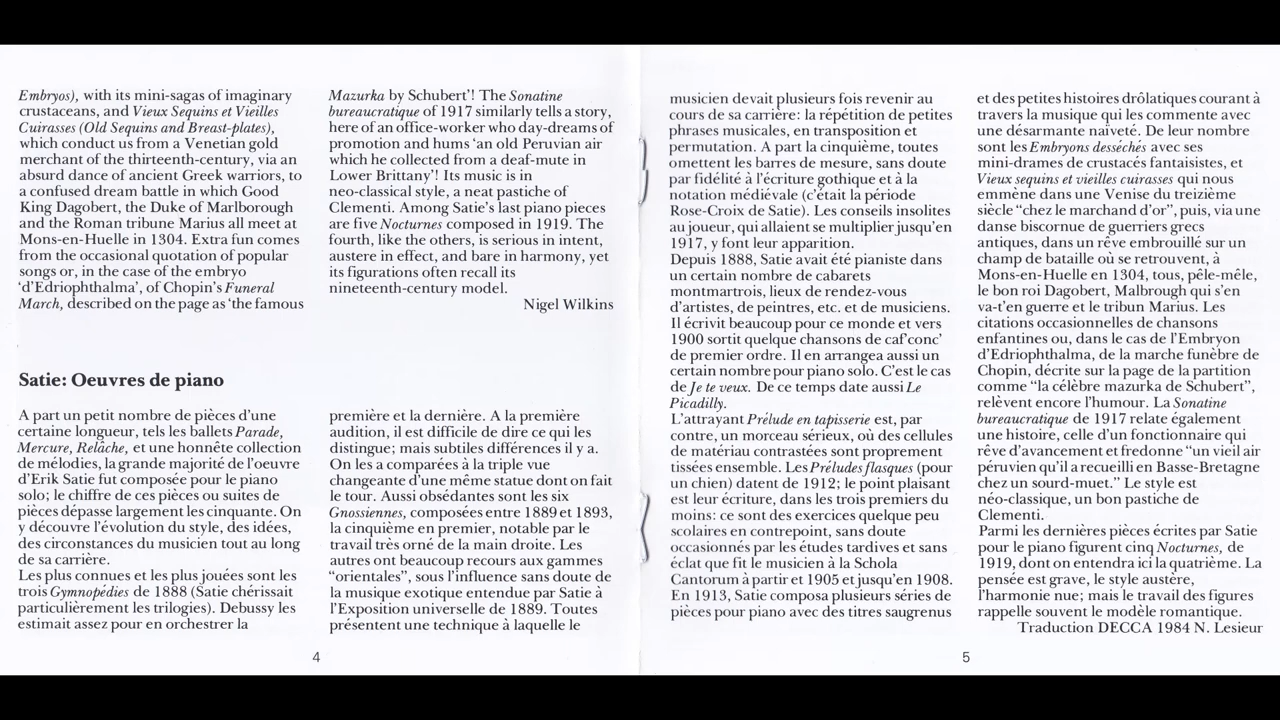 Embryos), with its mini-sagas of imaginary
crustaceans, and Vieux Sequins et Vieilles
Cuirasses (Old Sequins and Breast-plates),
which conduct us from a Venetian gold
merchant of the thirteenth-century, via an
absurd dance of ancient Greek warriors, to
a confused dream battle in which Good
King Dagobert, the Duke of Marlborough
and the Roman tribune Marius all meet at
Mons-en-Huelle in 1304. Extra fun comes
from the occasional quotation of popular
songs or, in the case of the embryo
'd'Edriophthalma', of Chopin's Funeral
March, described on the page as 'the famous
Mazurka by Schubert'! The Sonatine
bureaucratique of 1917 similarly tells a story,
here of an office-worker who day-dreams of
promotion and hums 'an old Peruvian air
which he collected from a deaf-mute in
Lower Brittany'! Its music is in
neo-classical style, a neat pastiche of
Clementi. Among Satie's last piano pieces
are five Nocturnes composed in 1919. The
fourth, like the others, is serious in intent,
austere in effect, and bare in harmony, yet
its figurations often recall its
nineteenth-century model.
Nigel Wilkins
Satie: Oeuvres de piano
A part un petit nombre de pièces d'une
certaine longueur, tels les ballets Parade,
Mercure, Relâche, et une honnête collection
de mélodies, la grande majorité de l'oeuvre
d'Erik Satie fut composée pour le piano
solo; le chiffre de ces pièces ou suites de
pièces dépasse largement les cinquante. On
y découvre l'évolution du style, des idées,
des circonstances du musicien tout au long
de sa carrière.
Les plus connues et les plus jouées sont les
trois Gymnopédies de 1888 (Satie chérissait
particulièrement les trilogies). Debussy les
estimait assez pour en orchestrer la
première et la dernière. A la première
audition, il est difficile de dire ce qui les
distingue; mais subtiles différences il y a.
On les a comparées à la triple vue
changeante d'une même statue dont on fait
le tour. Aussi obsédantes sont les six
Gnossiennes, composées entre 1889 et 1893,
la cinquième en premier, notable par le
travail très orné de la main droite. Les
autres ont beaucoup recours aux gammes
"orientales", sous l'influence sans doute de
la musique exotique entendue par Satie à
l'Exposition universelle de 1889. Toutes
présentent une technique à laquelle le
4
musicien devait plusieurs fois revenir au
cours de sa carrière: la répétition de petites
phrases musicales, en transposition et
permutation. A part la cinquième, toutes
omettent les barres de mesure, sans doute
par fidélité à l'écriture gothique et à la
notation médiévale (c'était la période
Rose-Croix de Satie). Les conseils insolites
au joueur, qui allaient se multiplier jusqu'en
1917, y font leur apparition.
Depuis 1888, Satie avait été pianiste dans
un certain nombre de cabarets
montmartrois, lieux de rendez-vous
d'artistes, de peintres, etc. et de musiciens.
Il écrivit beaucoup pour ce monde et vers
1900 sortit quelque chansons de caf'conc'
de premier ordre. Il en arrangea aussi un
certain nombre pour piano solo. C'est le cas
de Je te veux. De ce temps date aussi Le
Picadilly.
L'attrayant Prélude en tapisserie est, par
contre, un morceau sérieux, où des cellules
de matériau contrastées sont proprement
tissées ensemble. Les Préludes flasques (pour
un chien) datent de 1912; le point plaisant
est leur écriture, dans les trois premiers du
moins: ce sont des exercices quelque peu
scolaires en contrepoint, sans doute
occasionnés par les études tardives et sans
éclat que fit le musicien à la Schola
Cantorum à partir et 1905 et jusqu'en 1908.
En 1913, Satie composa plusieurs séries de
pièces pour piano avec des titres saugrenus
et des petites histoires drôlatiques courant à
travers la musique qui les commente avec
une désarmante naïveté. De leur nombre
sont les Embryons desséchés avec ses
mini-drames de crustacés fantaisistes, et
Vieux sequins et vieilles cuirasses qui nous
emmène dans une Venise du treizième
siècle "chez le marchand d'or", puis, via une
danse biscornue de guerriers grecs
antiques, dans un rêve embrouillé sur un
champ de bataille où se retrouvent, à
Mons-en-Huelle en 1304, tous, pêle-mêle,
le bon roi Dagobert, Malbrough qui s'en
va-t'en guerre et le tribun Marius. Les
citations occasionnelles de chansons
enfantines ou, dans le cas de l'Embryon
d'Edriophthalma, de la marche funèbre de
Chopin, décrite sur la page de la partition
comme "la célèbre mazurka de Schubert",
relèvent encore l'humour. La Sonatine
bureaucratique de 1917 relate également
une histoire, celle d'un fonctionnaire qui
rêve d'avancement et fredonne "un vieil air
péruvien qu'il a recueilli en Basse-Bretagne
chez un sourd-muet." Le style est
néo-classique, un bon pastiche de
Clementi.
Parmi les dernières pièces écrites par Satie
pour le piano figurent cinq Nocturnes, de
1919, dont on entendra ici la quatrième. La
pensée est grave, le style austère,
l'harmonie nue; mais le travail des figures
rappelle souvent le modèle romantique.
Traduction DECCA 1984 N. Lesieur
5